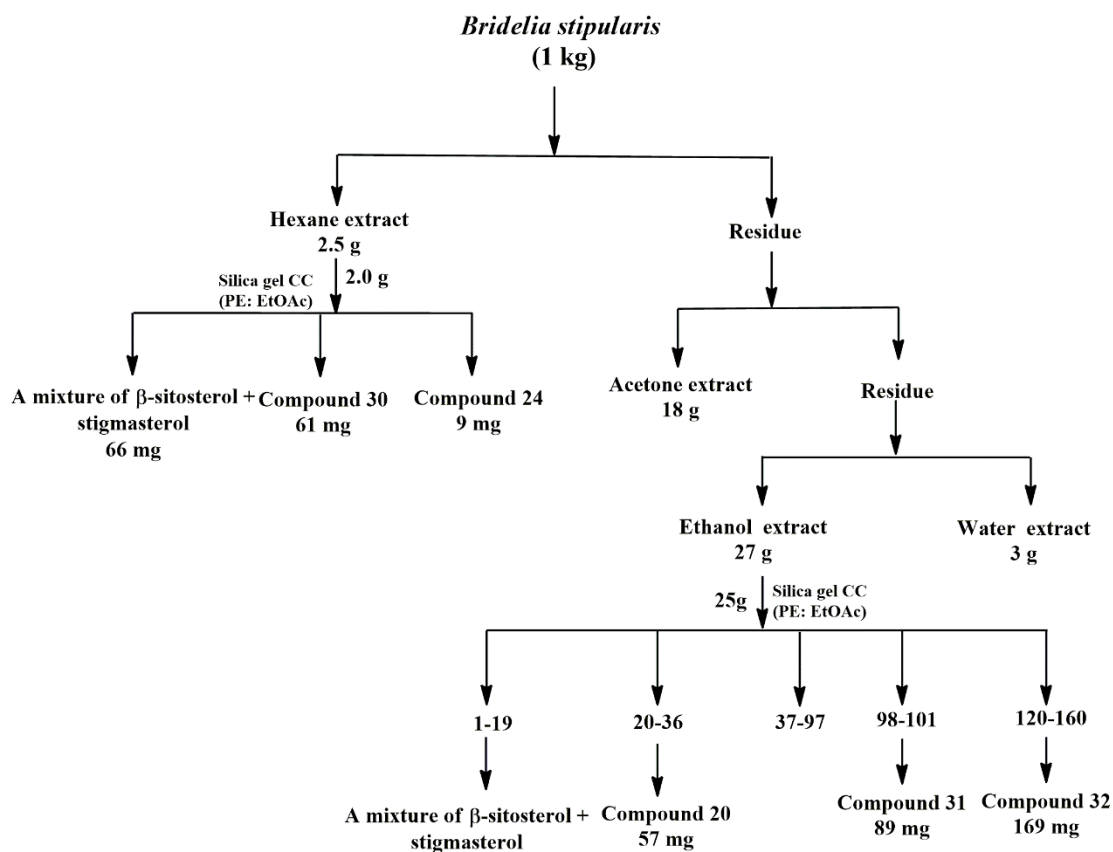 Bridelia stipularis
(1 kg)
Hexane extract
2.5 g
Residue
Silica gel CC
(PE: EtOAc)
2.0 g
A mixture of β-sitosterol +
stigmasterol
66 mg
Compound 30
61 mg
Compound 24
9 mg
Acetone extract
18 g
Residue
Ethanol extract
27 g
Water extract
3 g
25g
Silica gel CC
(PE: EtOAc)
1-19
20-36
37-97
98-101
120-160
A mixture of β-sitosterol +
stigmasterol
Compound 20
57 mg
Compound 31
89 mg
Compound 32
169 mg